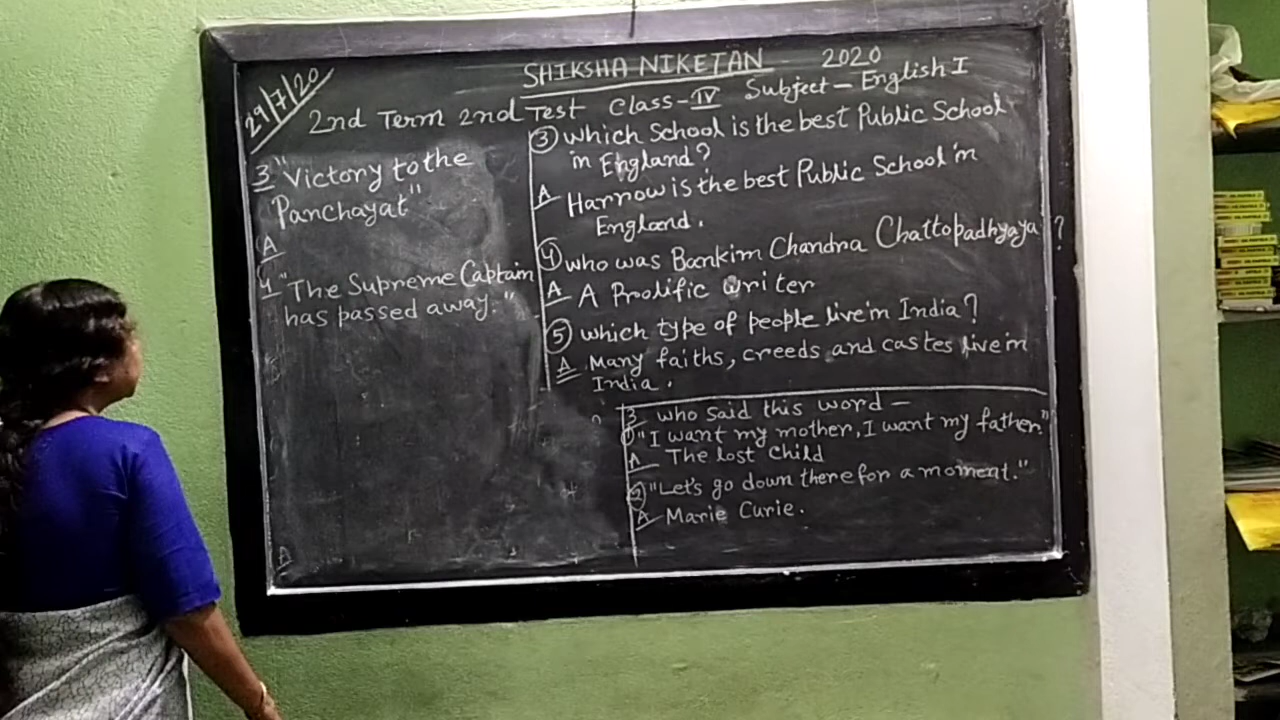 SHIKSHA NIKETAN 2020
29/7/20
2nd Term 2nd Test Class-IV Subject - English I
3 "Victory to the
Panchayat"
A
4 "The Supreme Captain
has passed away."
A
③ Which School is the best Public School
in England?
A Harrow is the best Public School in
England.
④ who was Bankim Chandra Chattopadhyaya?
A A Prolific writer
⑤ which type of people live in India?
A Many faiths, creeds and castes live in
India.
3 who said this word —
① "I want my mother, I want my father."
A The lost child
② "Let's go down there for a moment."
A Marie Curie.